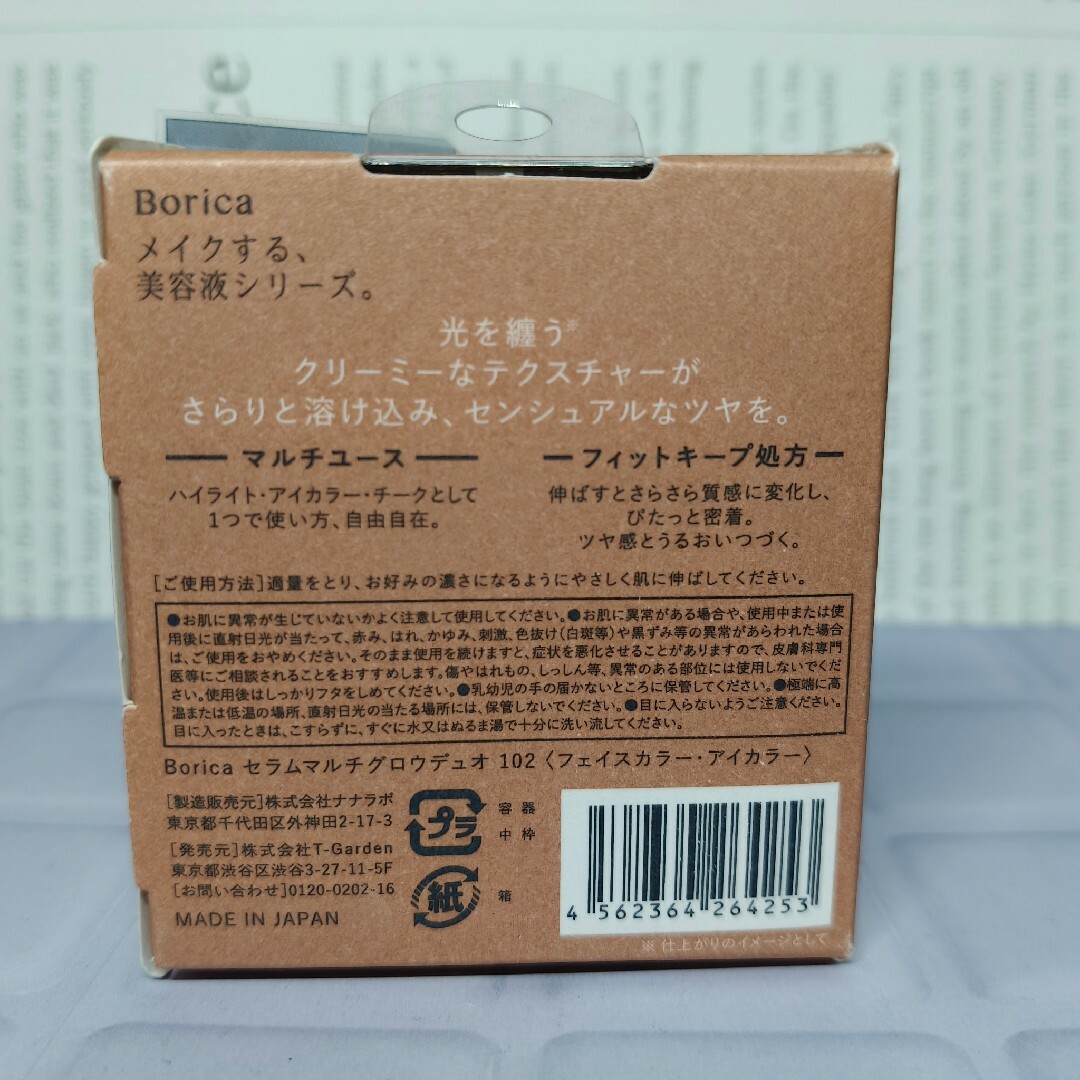 Borica
メイクする、
美容液シリーズ。
光を纏う※
クリーミーなテクスチャーが
さらりと溶け込み、センシュアルなツヤを。
マルチユース
ハイライト・アイカラー・チークとして
1つで使い方、自由自在。
フィットキープ処方
伸ばすとさらさら質感に変化し、
ぴたっと密着。
ツヤ感とうるおいつづく。
[ご使用方法]適量をとり、お好みの濃さになるようにやさしく肌に伸ばしてください。
●お肌に異常が生じていないかよく注意して使用してください。●お肌に異常がある場合や、使用中または使
用後に直射日光が当たって、赤み、はれ、かゆみ、刺激、色抜け(白斑等)や黒ずみ等の異常があらわれた場合
は、ご使用をおやめください。そのまま使用を続けますと、症状を悪化させることがありますので、皮膚科専門
医等にご相談されることをおすすめします。傷やはれもの、しっしん等、異常のある部位には使用しないでくだ
さい。使用後はしっかりフタをしめてください。●乳幼児の手の届かないところに保管してください。●極端に高
温または低温の場所、直射日光の当たる場所には、保管しないでください。●目に入らないようご注意ください。
目に入ったときは、こすらずに、すぐに水又はぬるま湯で十分に洗い流してください。
Borica セラムマルチグロウデュオ 102〈フェイスカラー・アイカラー〉
[製造販売元]株式会社ナナラボ
東京都千代田区外神田2-17-3
[発売元]株式会社T-Garden
東京都渋谷区渋谷3-27-11-5F
[お問い合わせ]0120-0202-16
MADE IN JAPAN
プラ
容器
中枠
紙
箱
4 562364 264253
※仕上がりのイメージとして